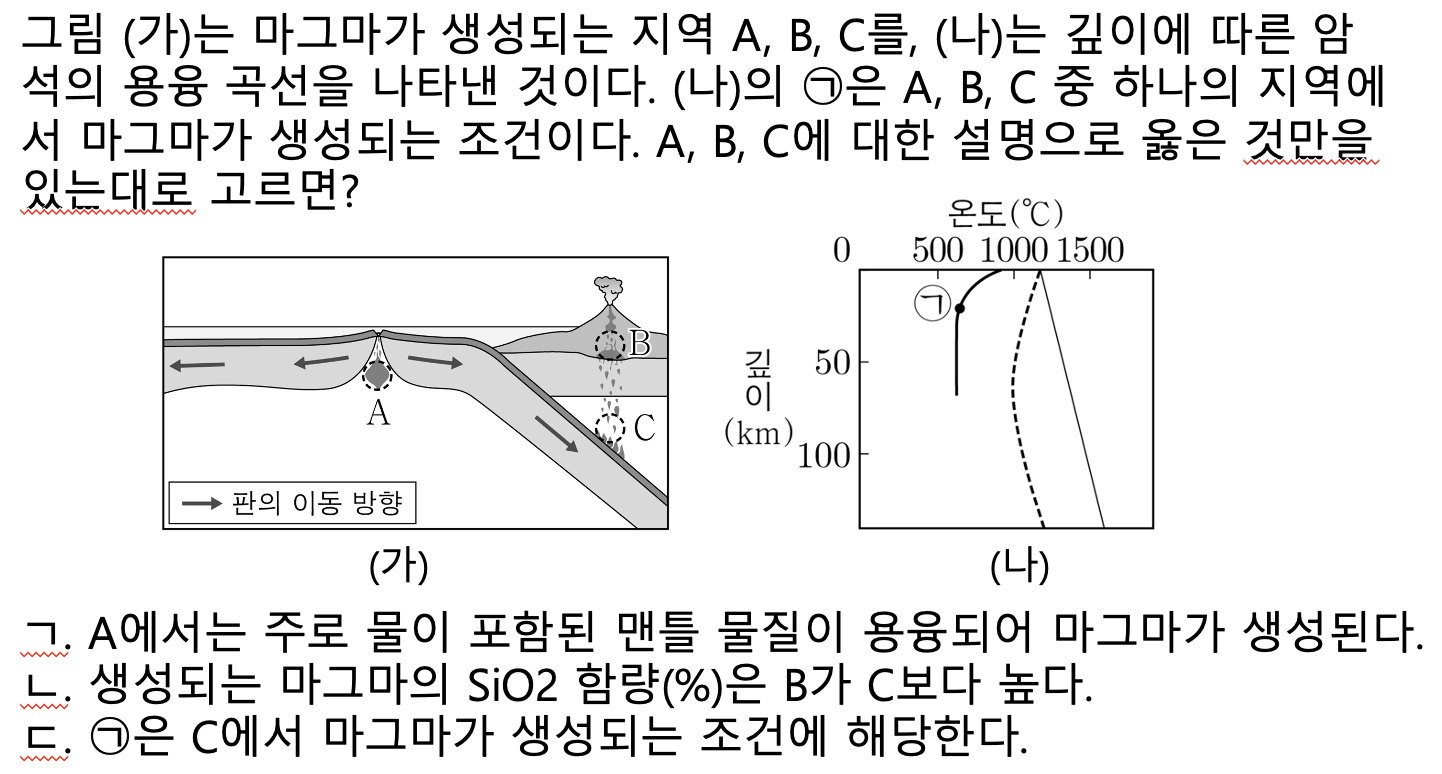 그림 (가)는 마그마가 생성되는 지역 A, B, C를, (나)는 깊이에 따른 암
석의 용융 곡선을 나타낸 것이다. (나)의 ㉠은 A, B, C 중 하나의 지역에
서 마그마가 생성되는 조건이다. A, B, C에 대한 설명으로 옳은 것만을
있는대로 고르면?
온도(℃)
0 500 1000 1500
㉠
B
50
깊
이
(km)
A
C
100
판의 이동 방향
(가) (나)
ㄱ. A에서는 주로 물이 포함된 맨틀 물질이 용융되어 마그마가 생성된다.
ㄴ. 생성되는 마그마의 SiO2 함량(%)은 B가 C보다 높다.
ㄷ. ㉠은 C에서 마그마가 생성되는 조건에 해당한다.